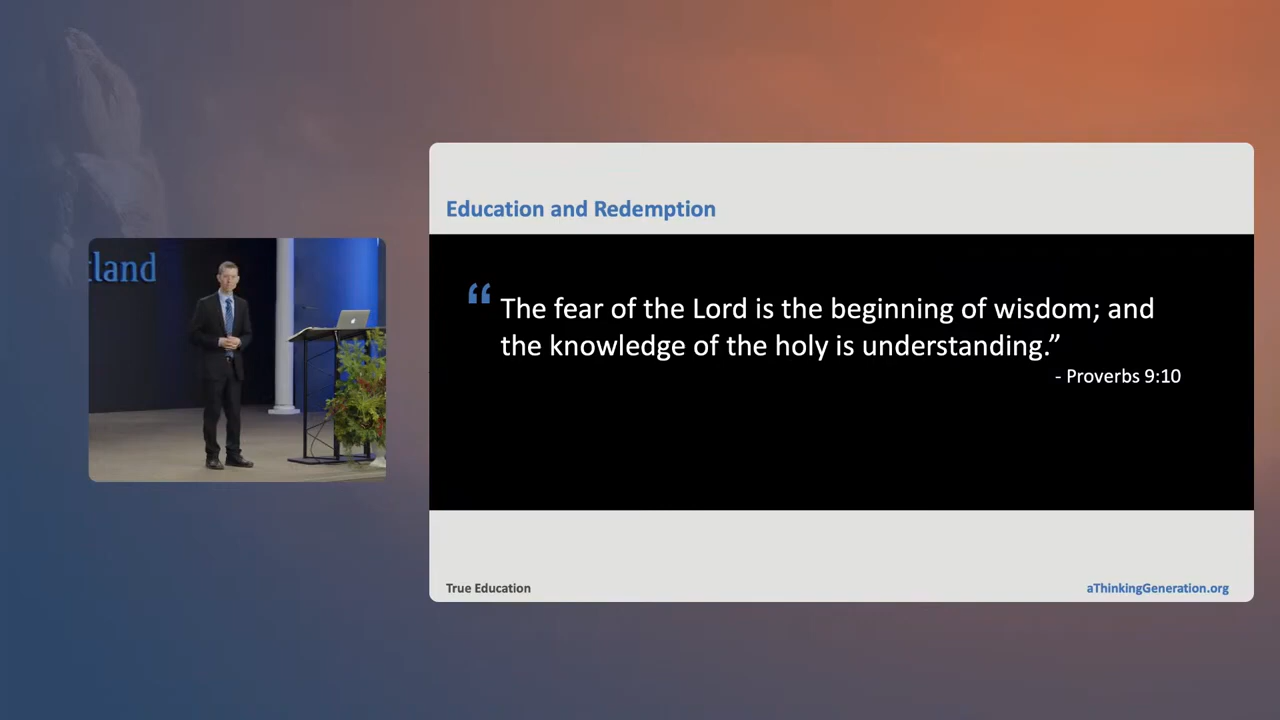 tland
Education and Redemption
“ The fear of the Lord is the beginning of wisdom; and
the knowledge of the holy is understanding.”
- Proverbs 9:10
True Education
aThinkingGeneration.org